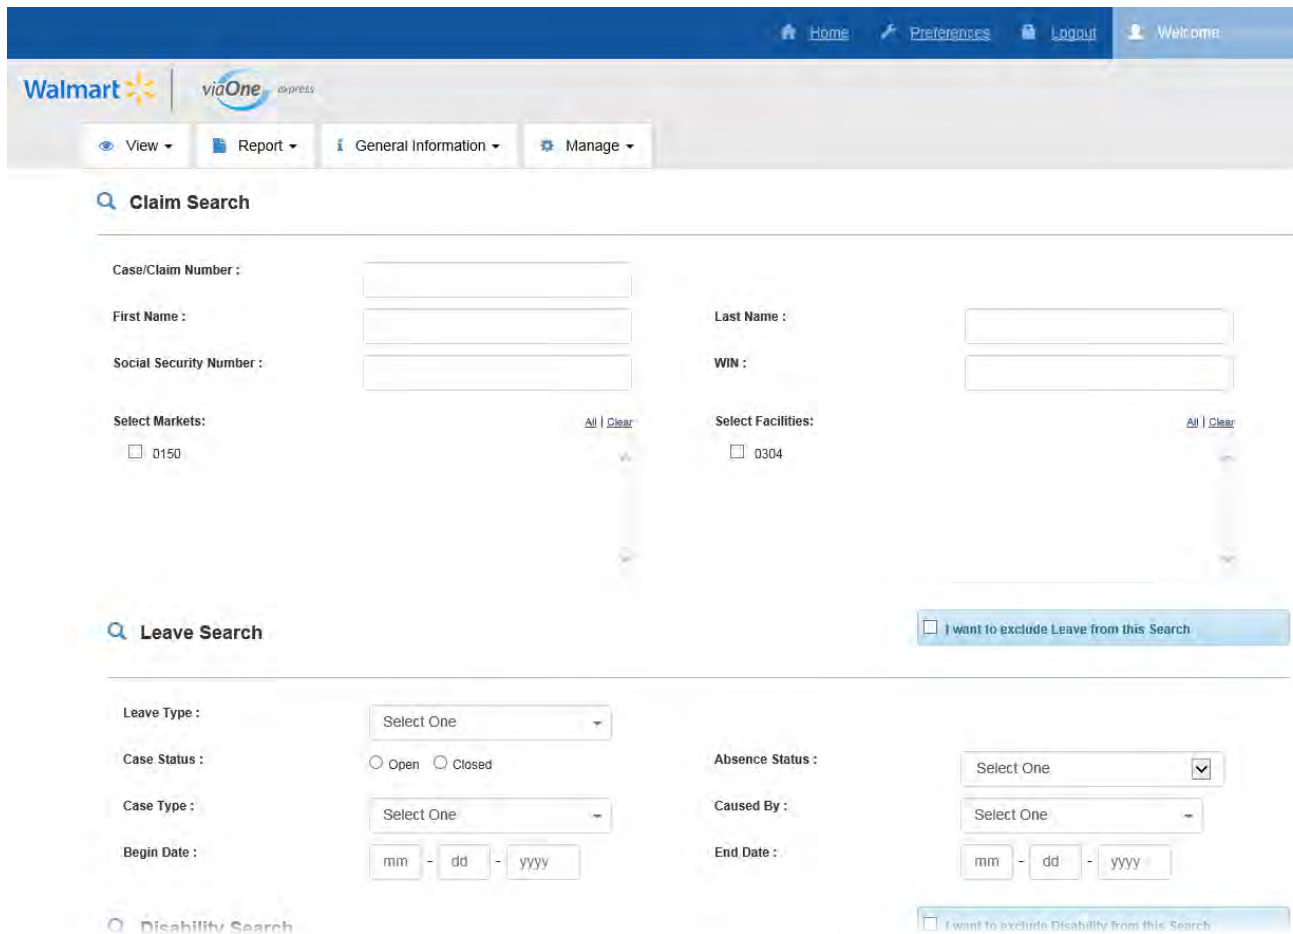 Home Preferences Logout Welcome
Walmart viaOne express
View Report General Information Manage
Claim Search
Case/Claim Number :
First Name : Last Name :
Social Security Number : WIN :
Select Markets: All | Clear Select Facilities: All | Clear
0150 0304
Leave Search I want to exclude Leave from this Search
Leave Type : Select One
Case Status : Open Closed Absence Status : Select One
Case Type : Select One Caused By : Select One
Begin Date : mm - dd - yyyy End Date : mm - dd - yyyy
Disability Search I want to exclude Disability from this Search